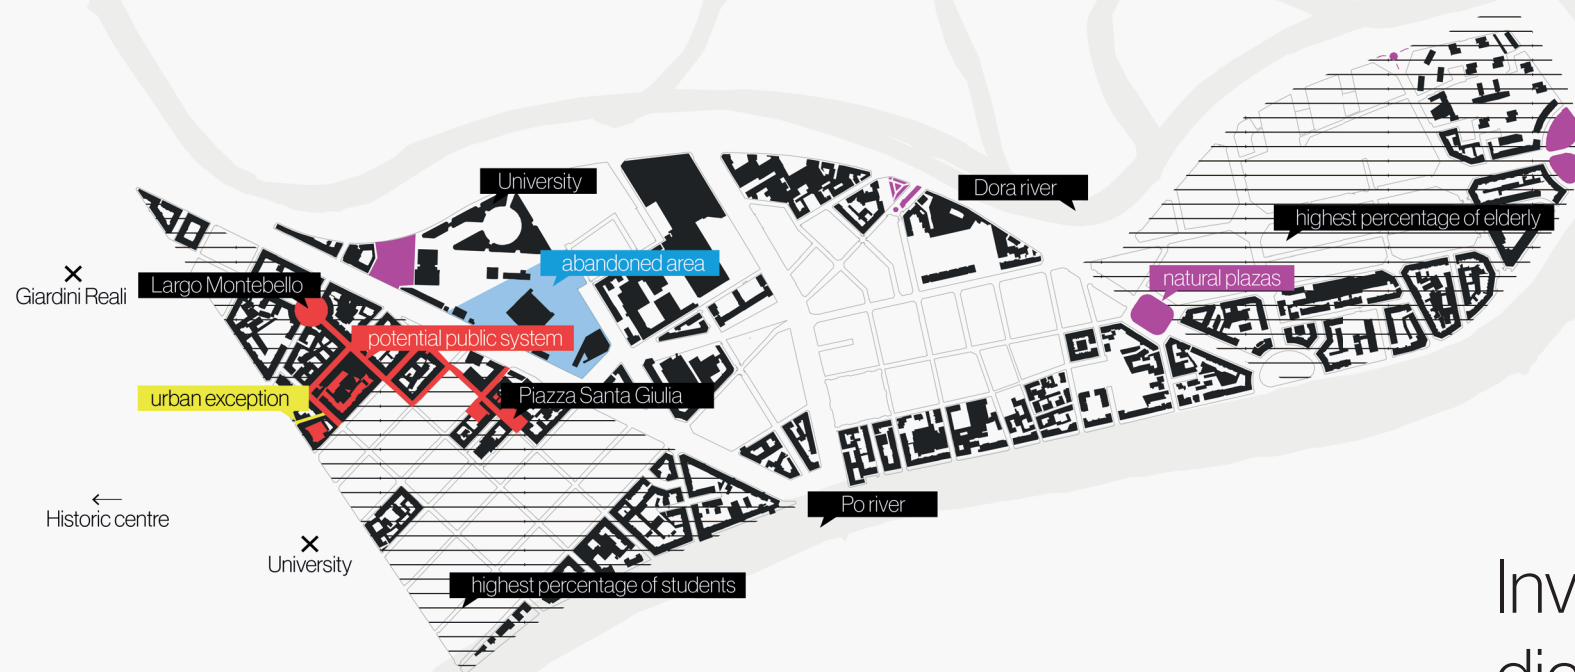 University
Dora river
highest percentage of elderly
abandoned area
Giardini Reali
Largo Montebello
natural plazas
potential public system
urban exception
Piazza Santa Giulia
Historic centre
Po river
University
highest percentage of students
Inv